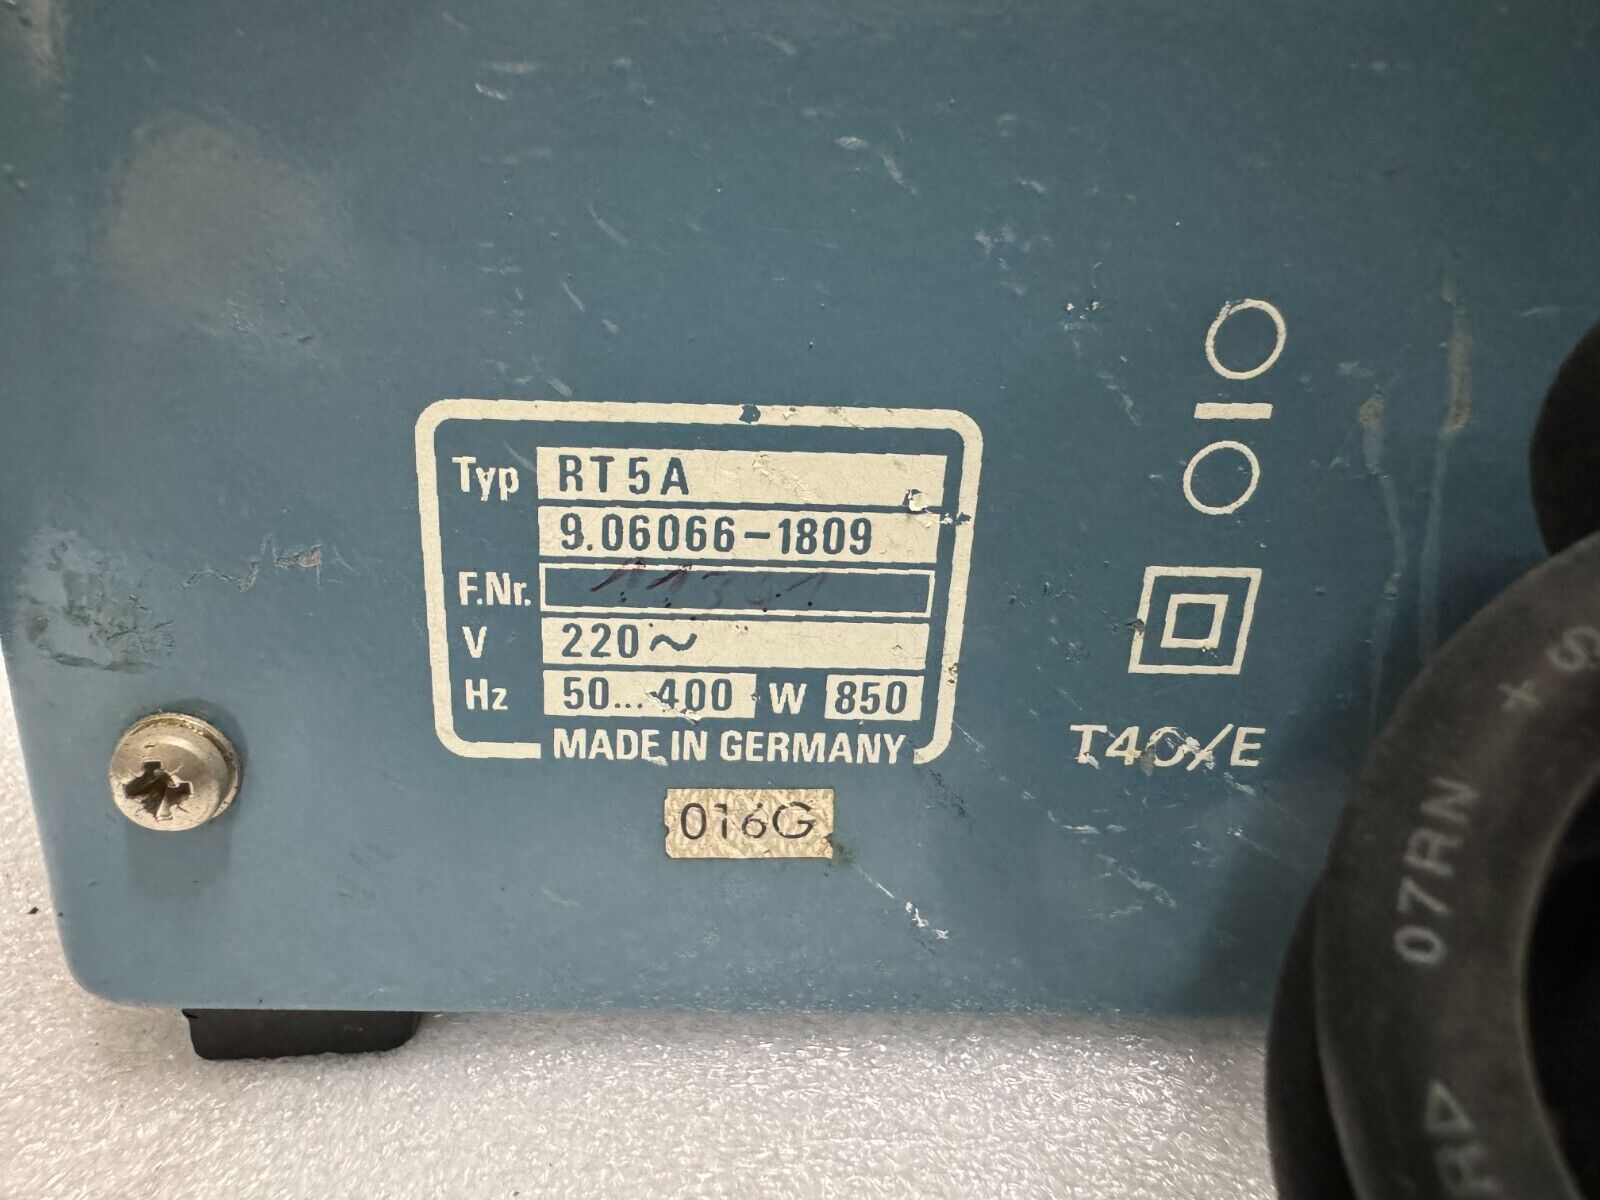 Typ RT5A
9.06066-1809
F.Nr.
V 220~
Hz 50...400 W 850
MADE IN GERMANY
016G
T40/E
07RN
+ S